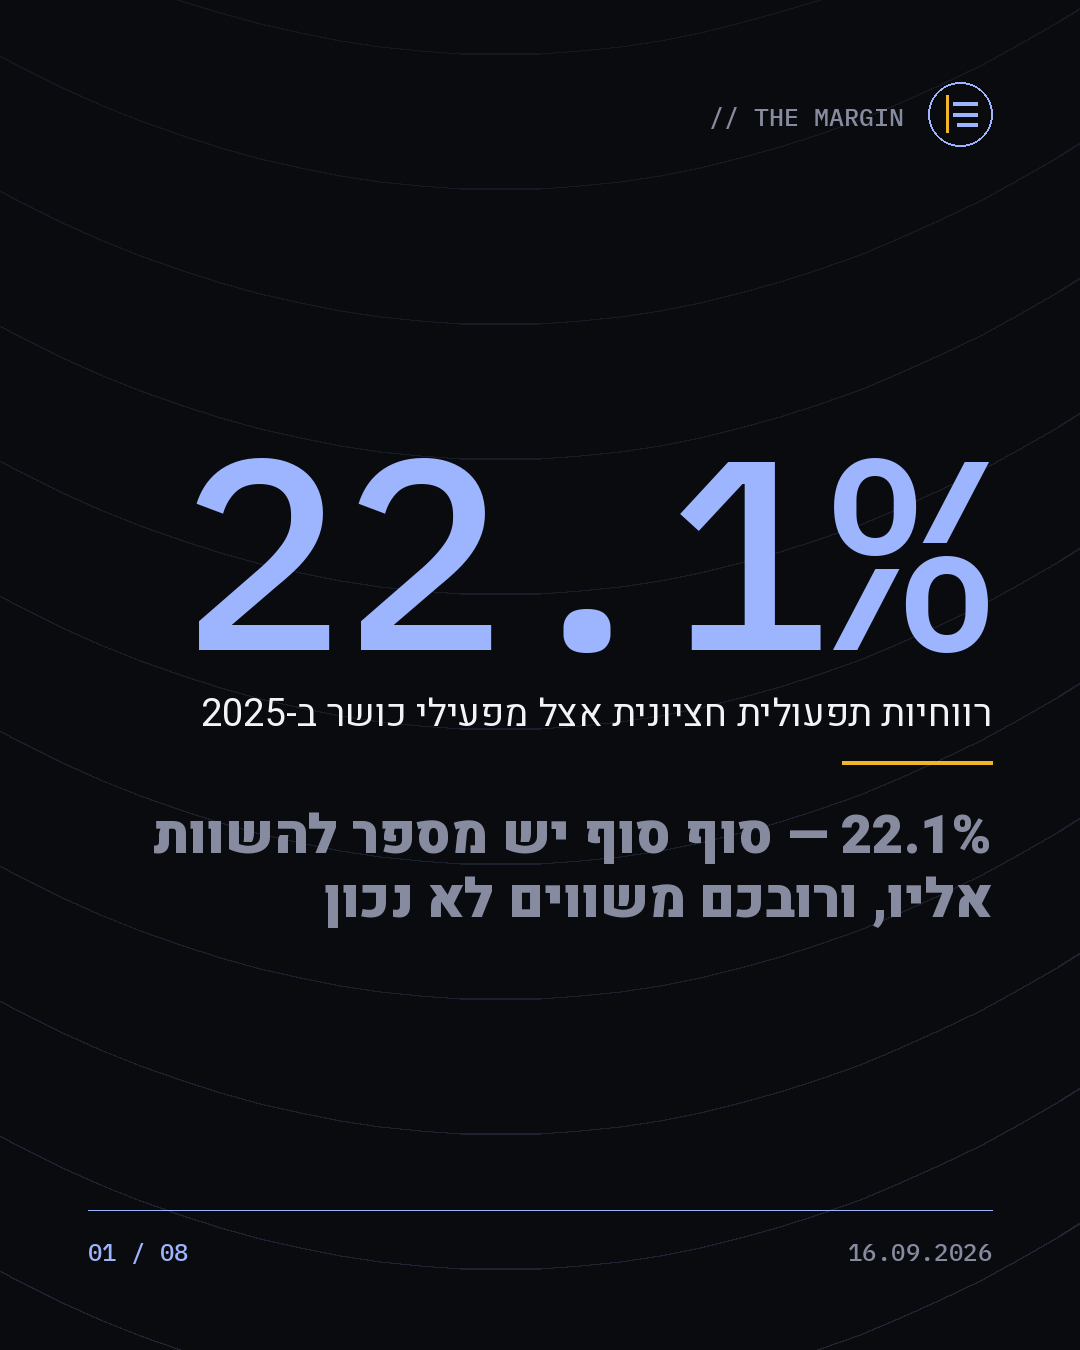 // THE MARGIN
22.1%
רווחיות תפעולית חציונית אצל מפעילי כושר ב-2025
22.1% — סוף סוף יש מספר להשוות
אליו, ורובכם משווים לא נכון
01 / 08
16.09.2026